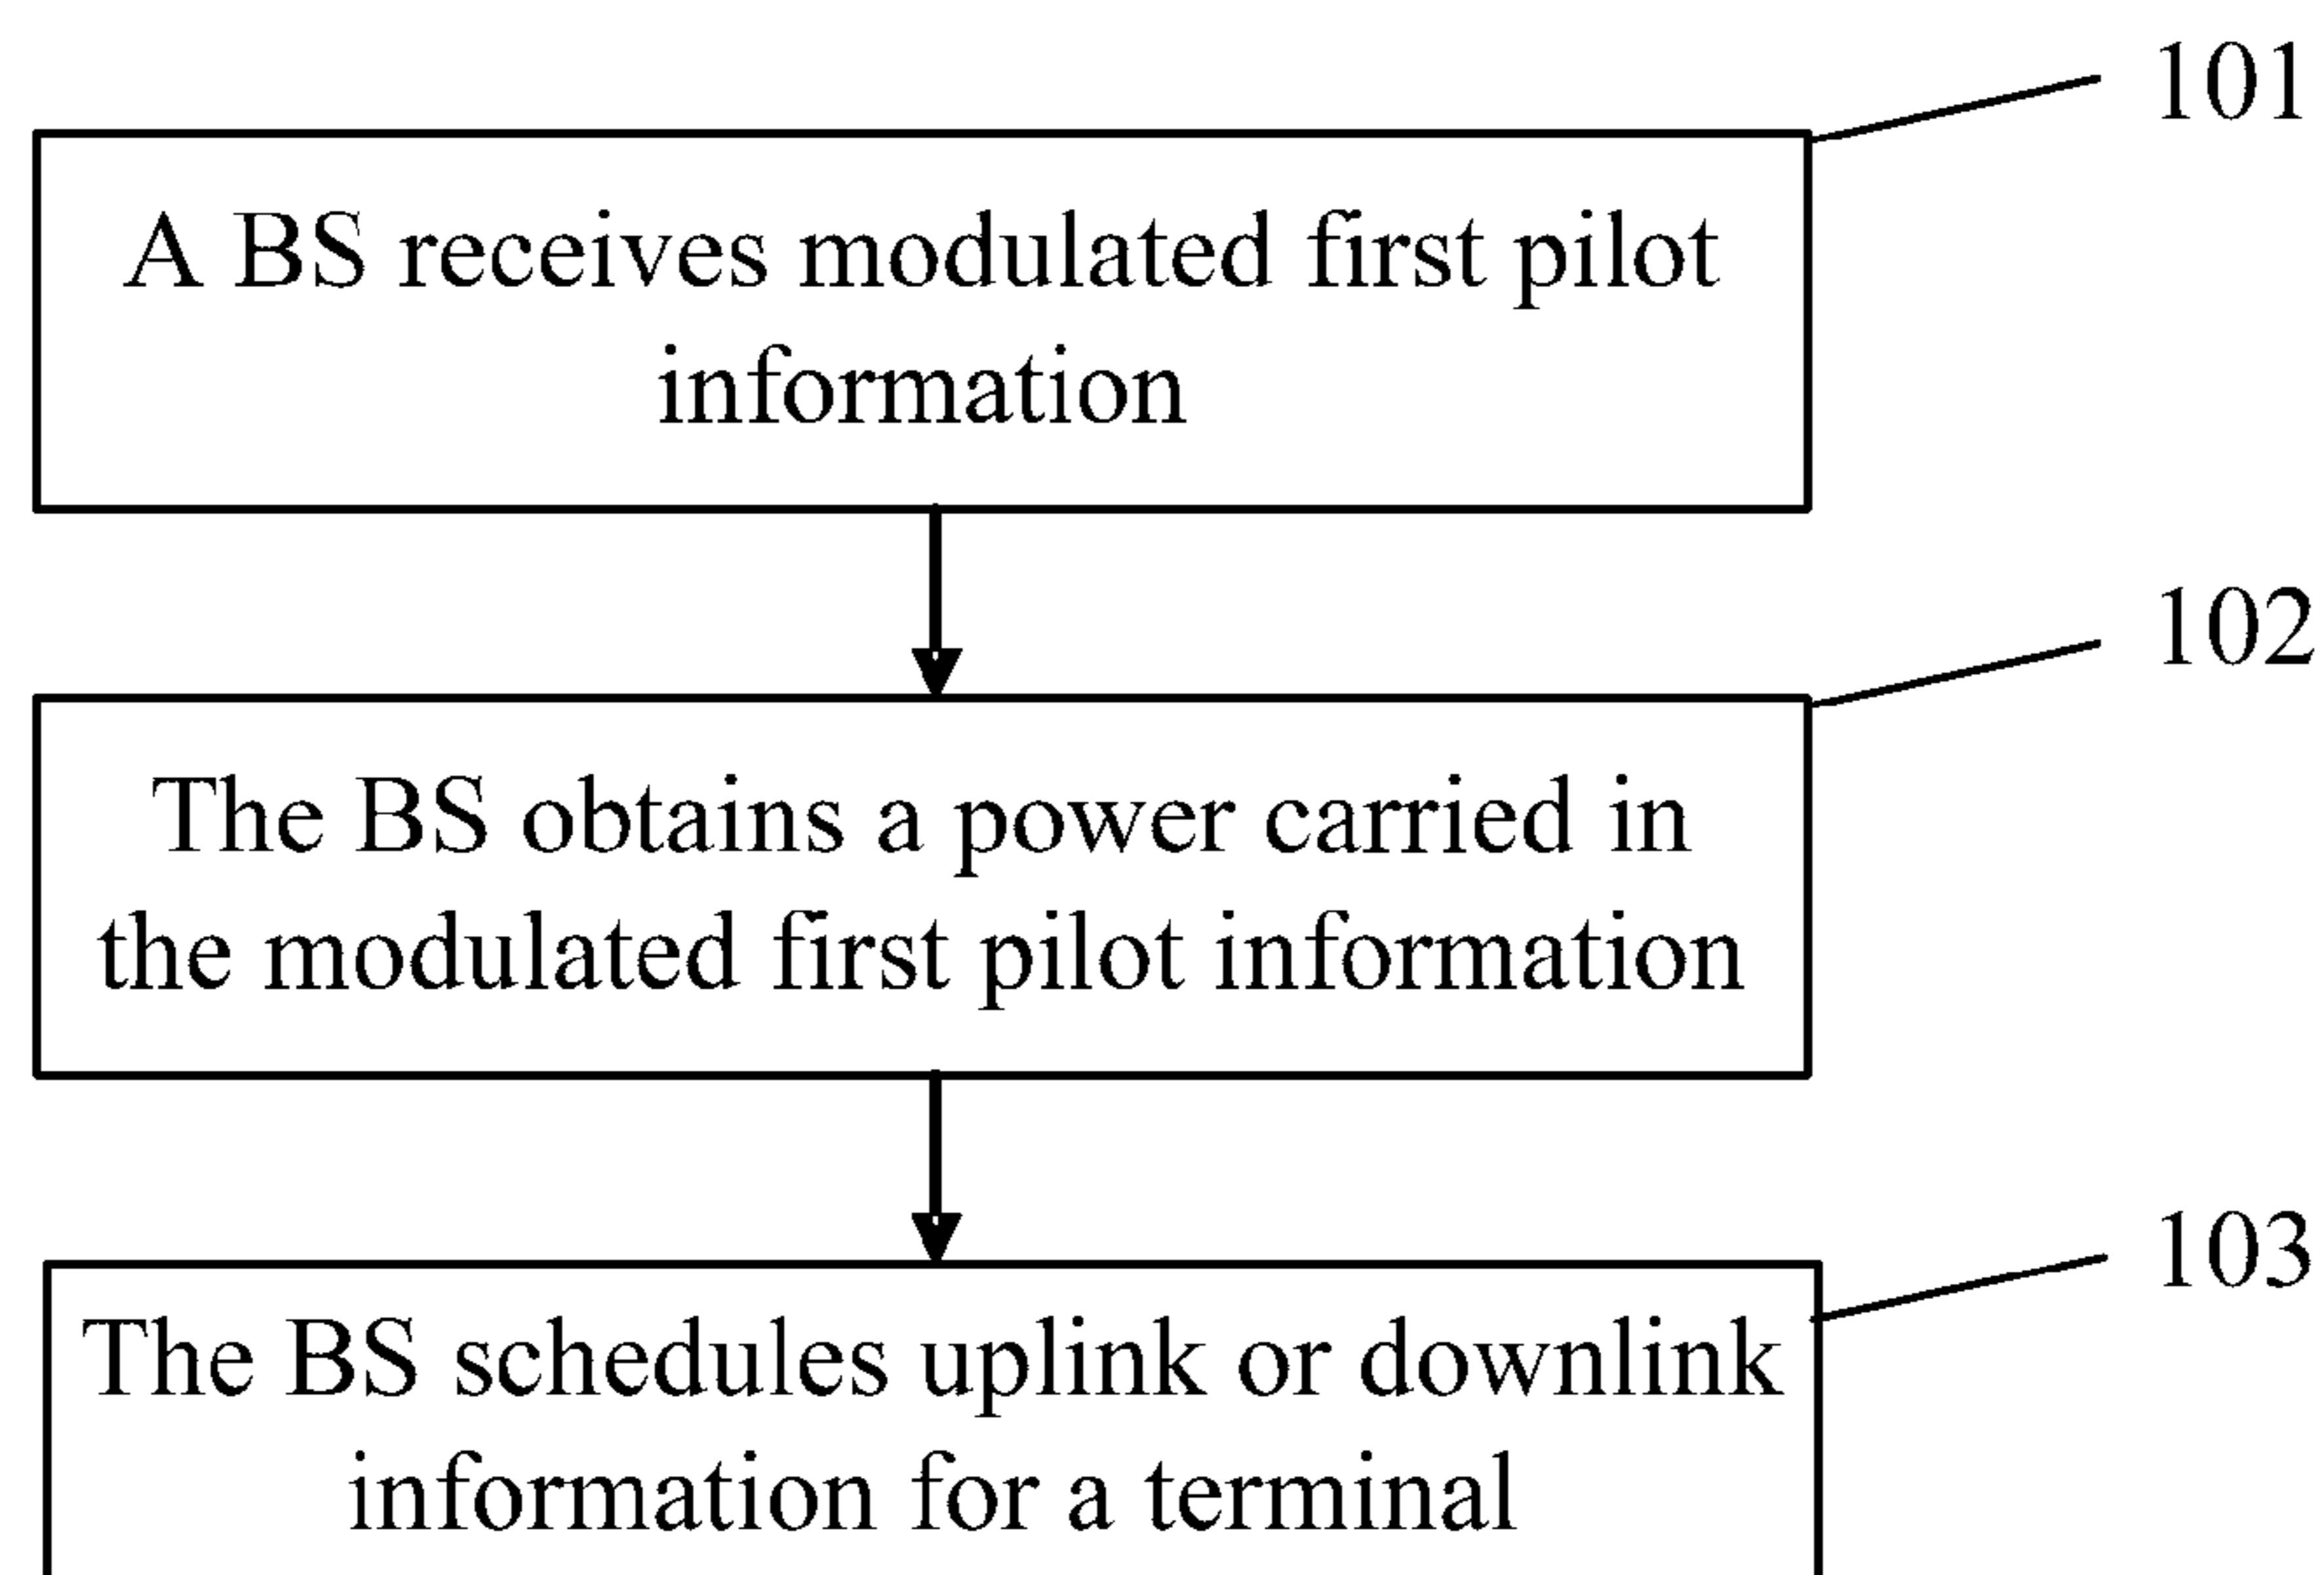 101
A BS receives modulated first pilot
information
102
The BS obtains a power carried in
the modulated first pilot information
103
The BS schedules uplink or downlink
information for a terminal